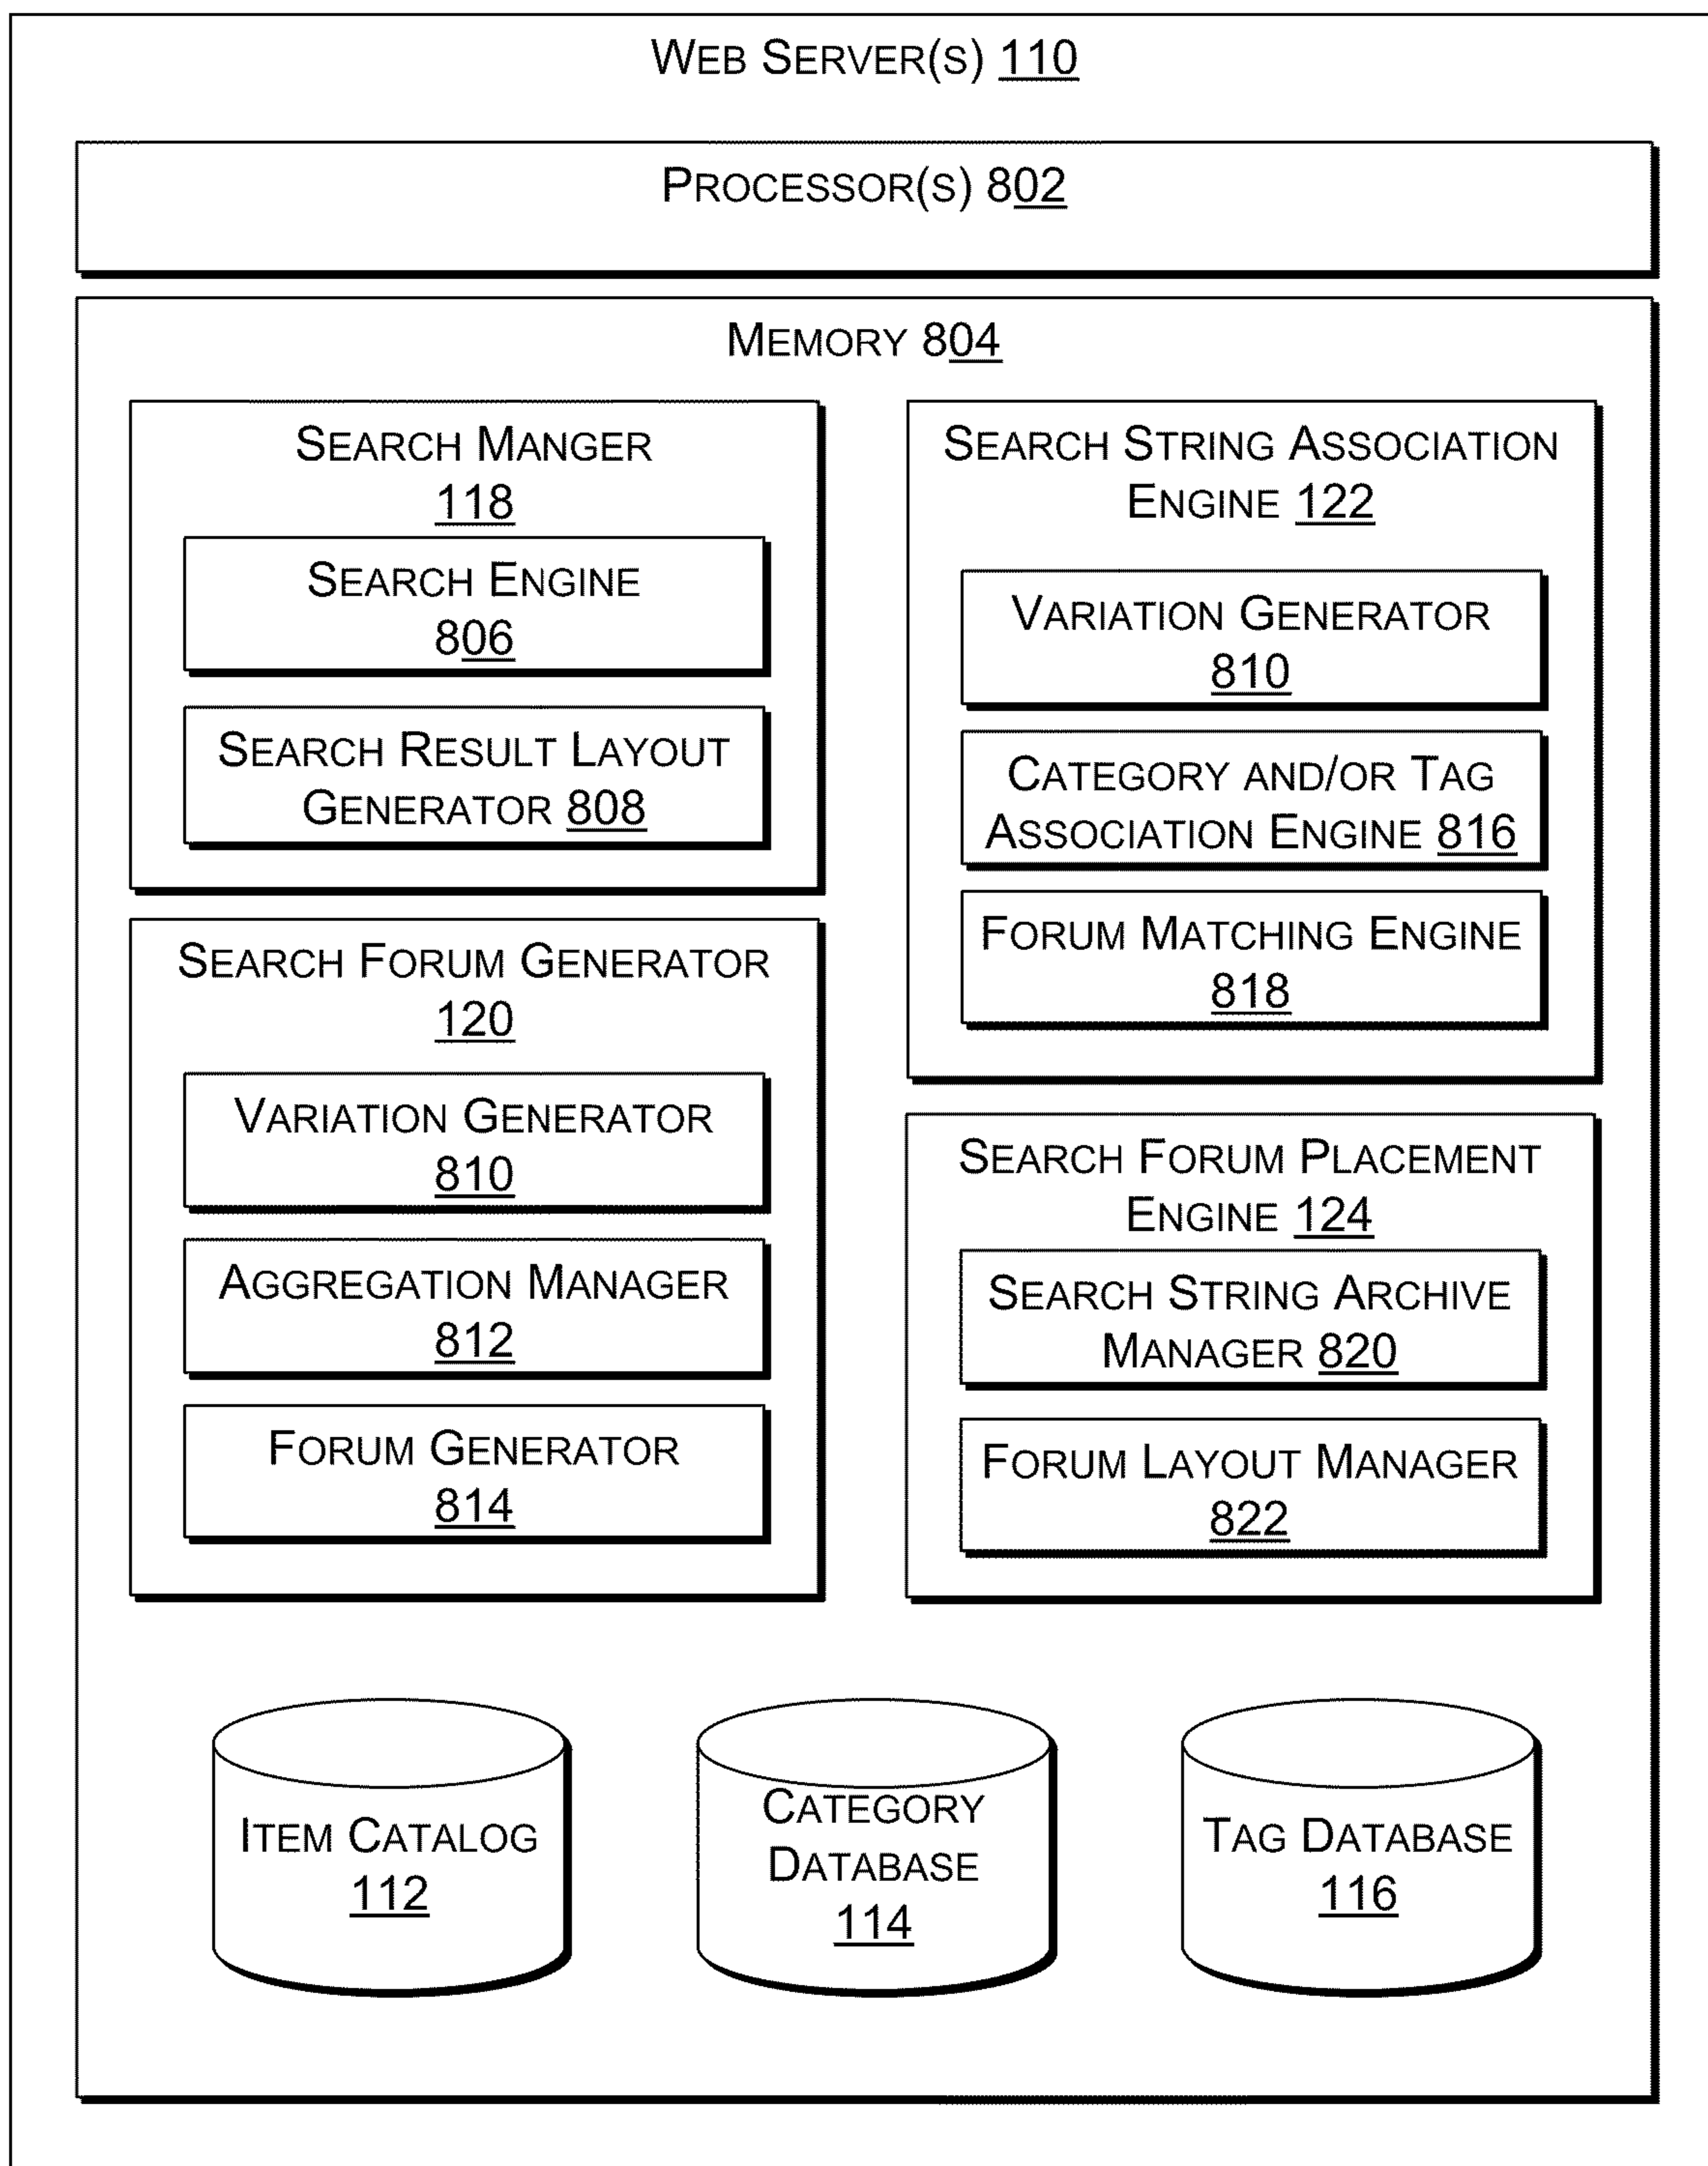 WEB SERVER(S) 110
PROCESSOR(S) 802
MEMORY 804
SEARCH MANGER
118
SEARCH ENGINE
806
SEARCH RESULT LAYOUT
GENERATOR 808
SEARCH FORUM GENERATOR
120
VARIATION GENERATOR
810
AGGREGATION MANAGER
812
FORUM GENERATOR
814
SEARCH STRING ASSOCIATION
ENGINE 122
VARIATION GENERATOR
810
CATEGORY AND/OR TAG
ASSOCIATION ENGINE 816
FORUM MATCHING ENGINE
818
SEARCH FORUM PLACEMENT
ENGINE 124
SEARCH STRING ARCHIVE
MANAGER 820
FORUM LAYOUT MANAGER
822
ITEM CATALOG
112
CATEGORY
DATABASE
114
TAG DATABASE
116